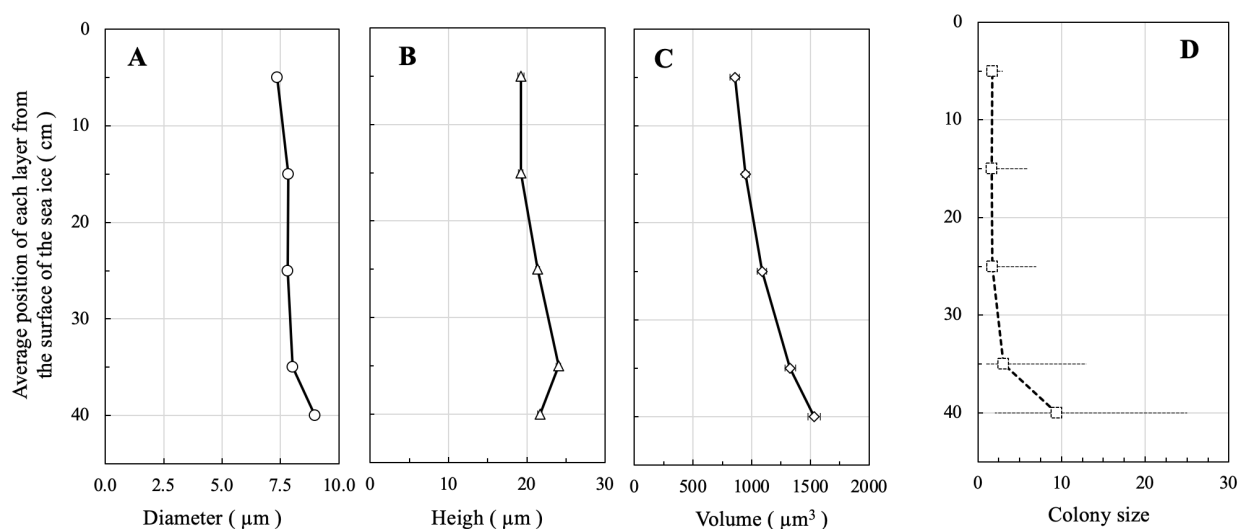 Average position of each layer from
the surface of the sea ice ( cm )
0
10
20
30
40
A
0.0 2.5 5.0 7.5 10.0
Diameter ( μm )
B
0 10 20 30
Heigh ( μm )
C
0 500 1000 1500 2000
Volume ( μm³ )
0
10
20
30
40
D
0 10 20 30
Colony size